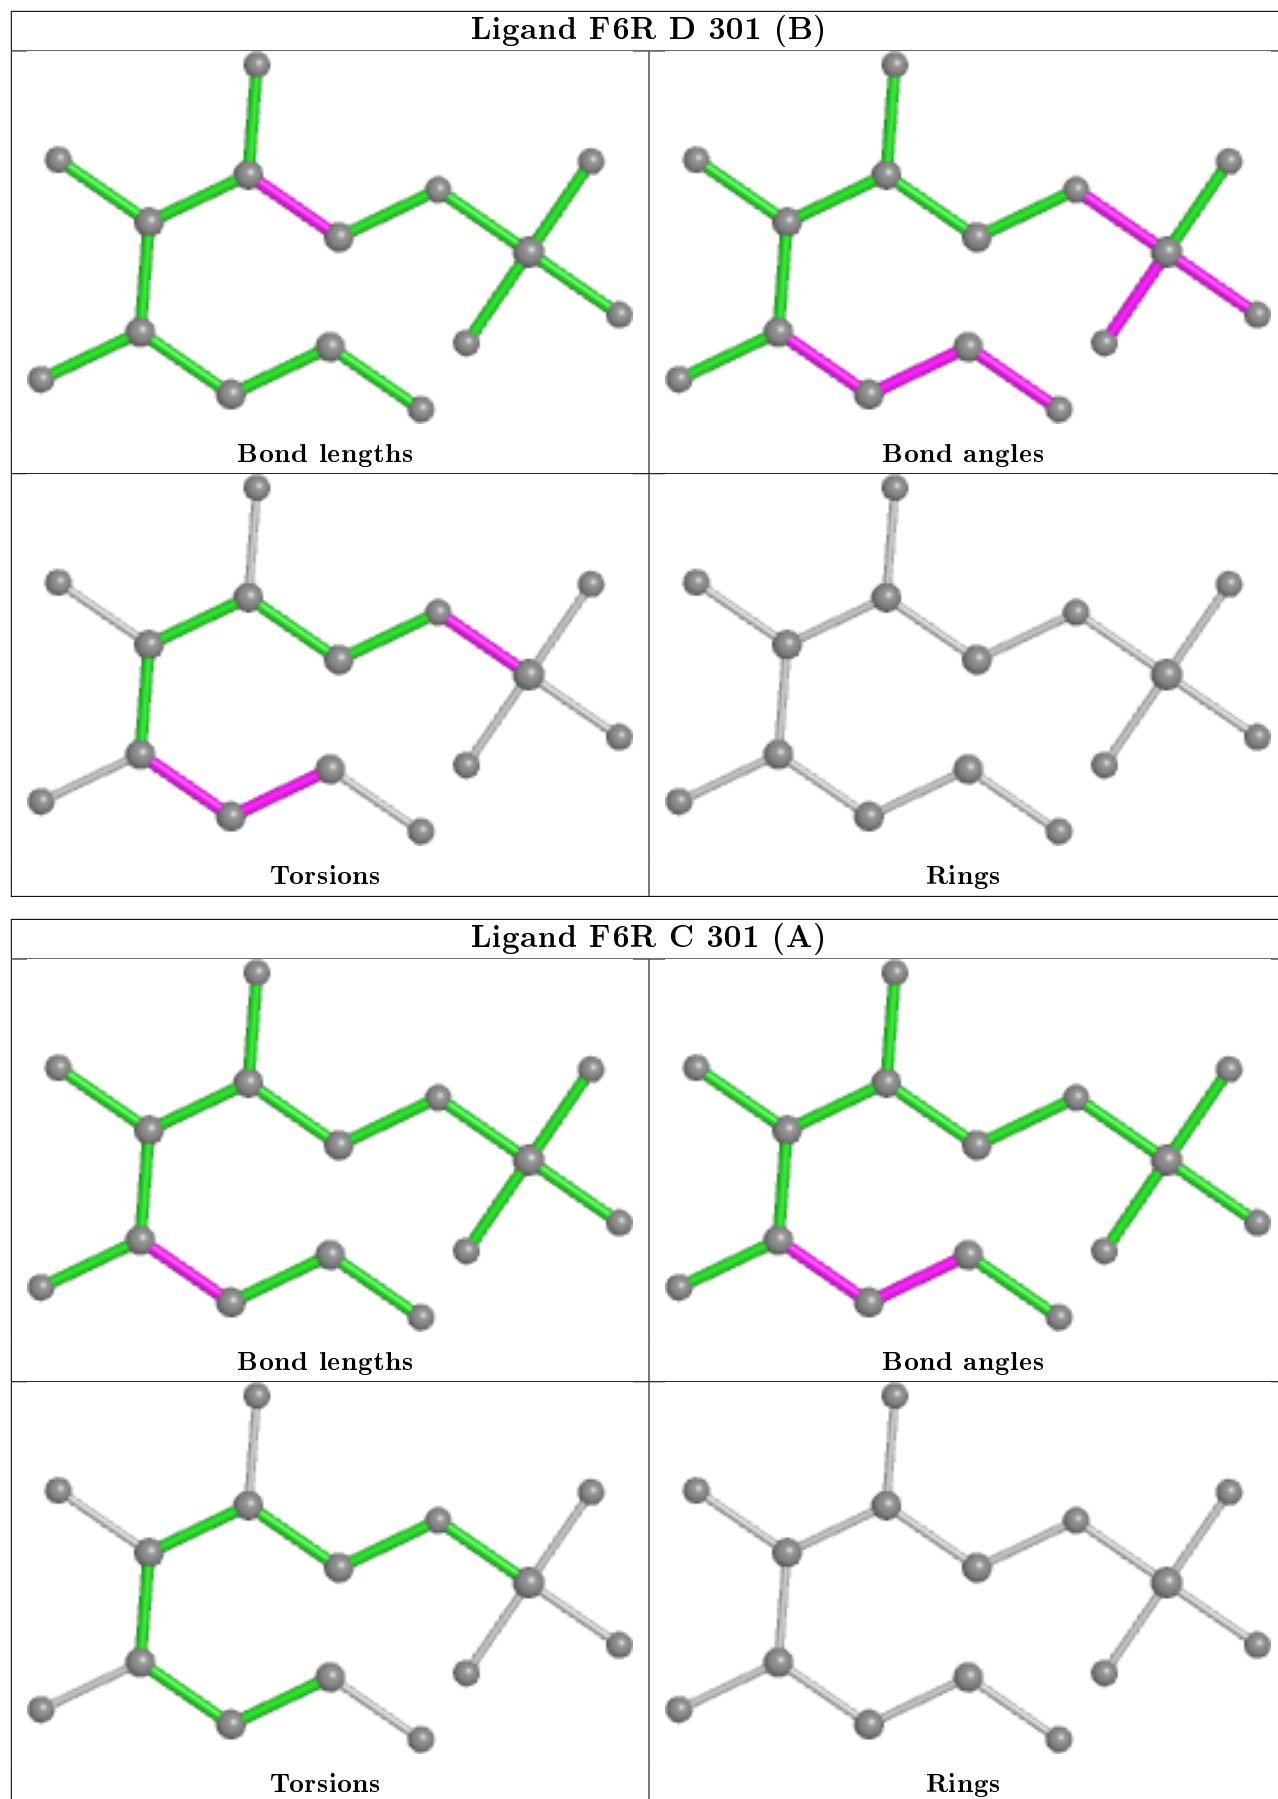 Ligand F6R D 301 (B)
Bond lengths
Bond angles
Torsions
Rings
Ligand F6R C 301 (A)
Bond lengths
Bond angles
Torsions
Rings